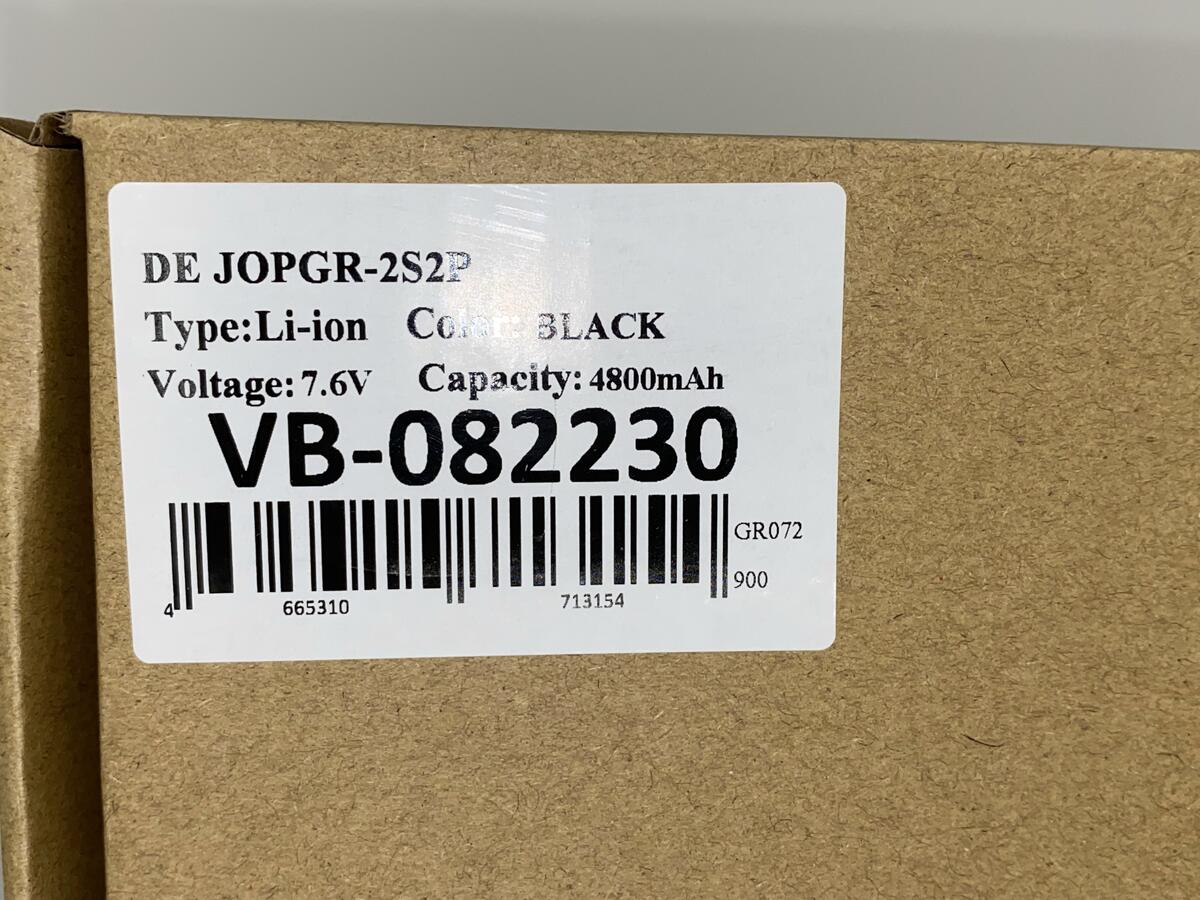 DE JOPGR-2S2P
Type:Li-ion Color: BLACK
Voltage: 7.6V Capacity: 4800mAh
VB-082230
GR072
900
4 665310 713154